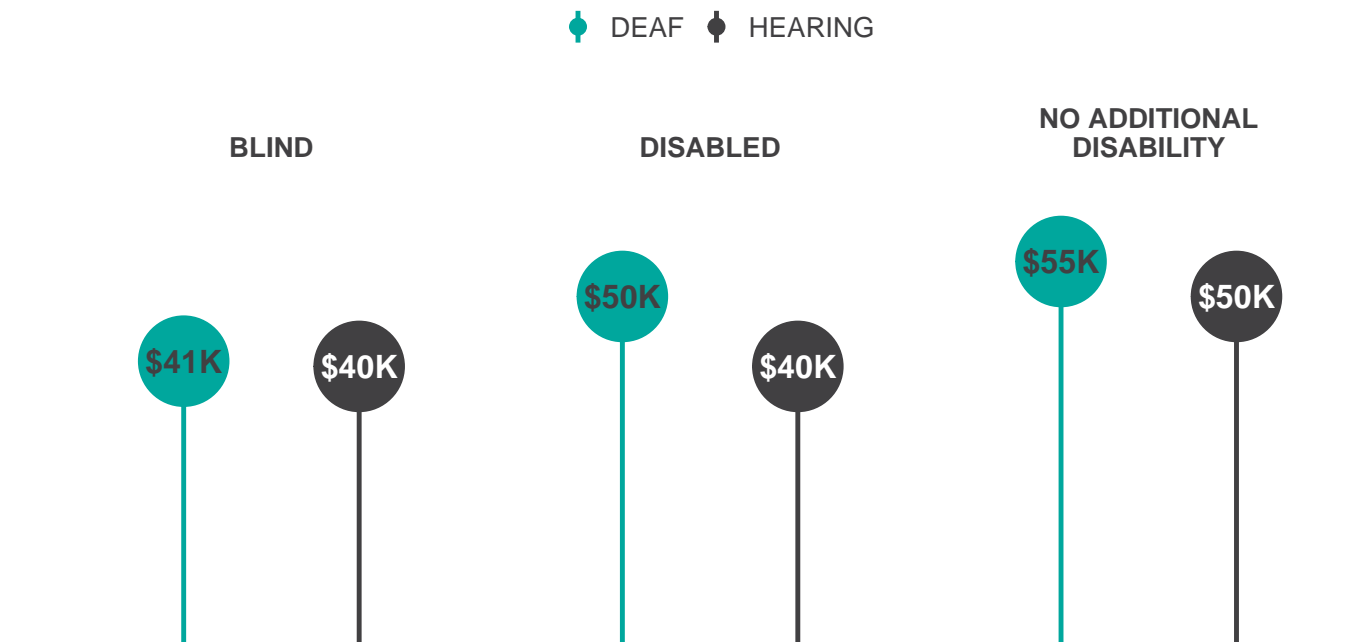 DEAF HEARING
BLIND
DISABLED
NO ADDITIONAL
DISABILITY
$41K
$40K
$50K
$40K
$55K
$50K